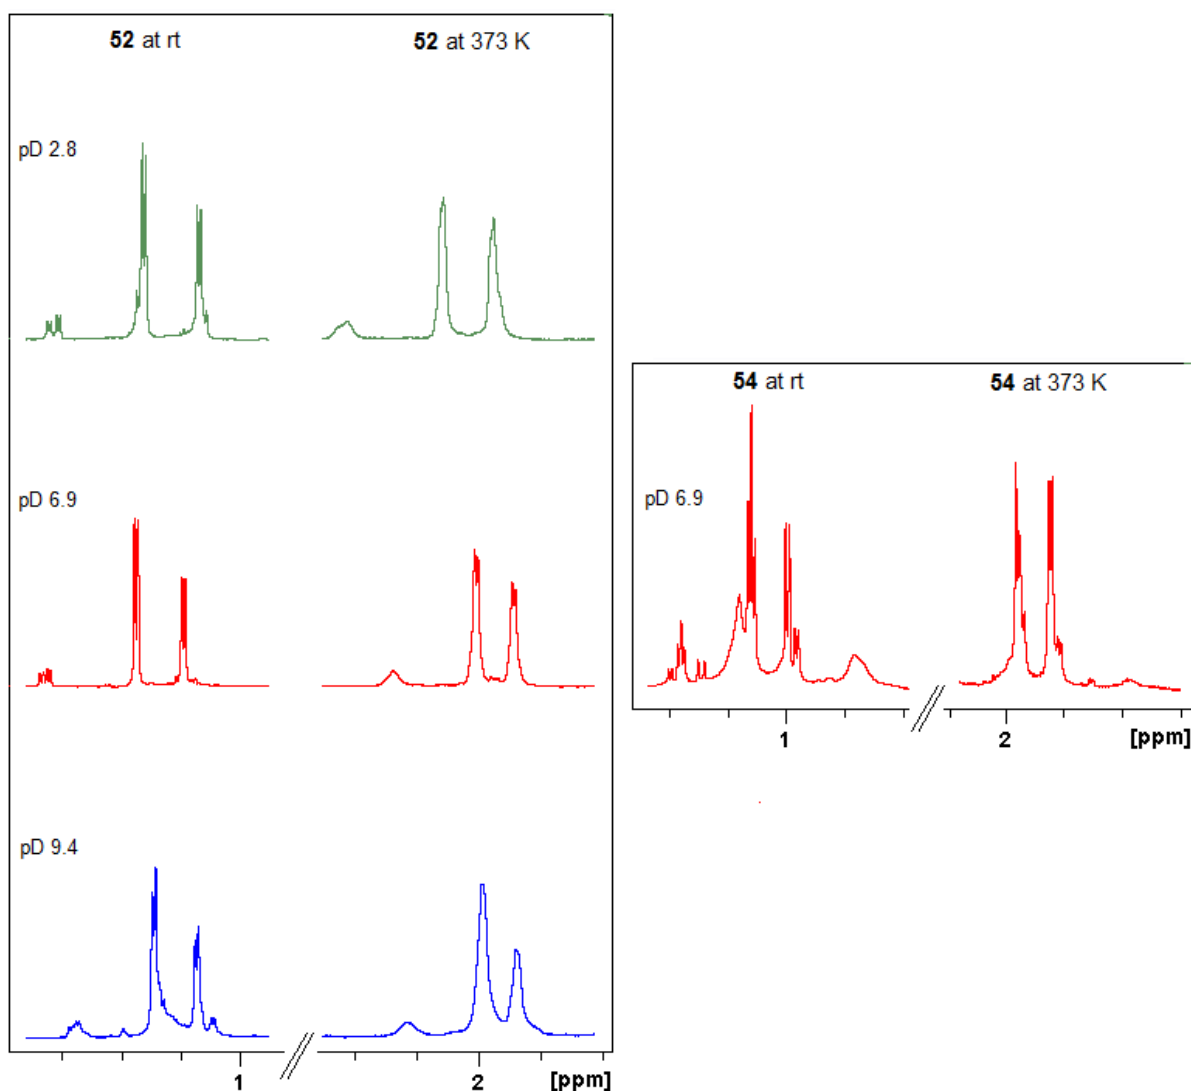 52 at rt 52 at 373 K
pD 2.8
pD 6.9
pD 9.4
1 2 [ppm]
54 at rt 54 at 373 K
pD 6.9
1 2 [ppm]